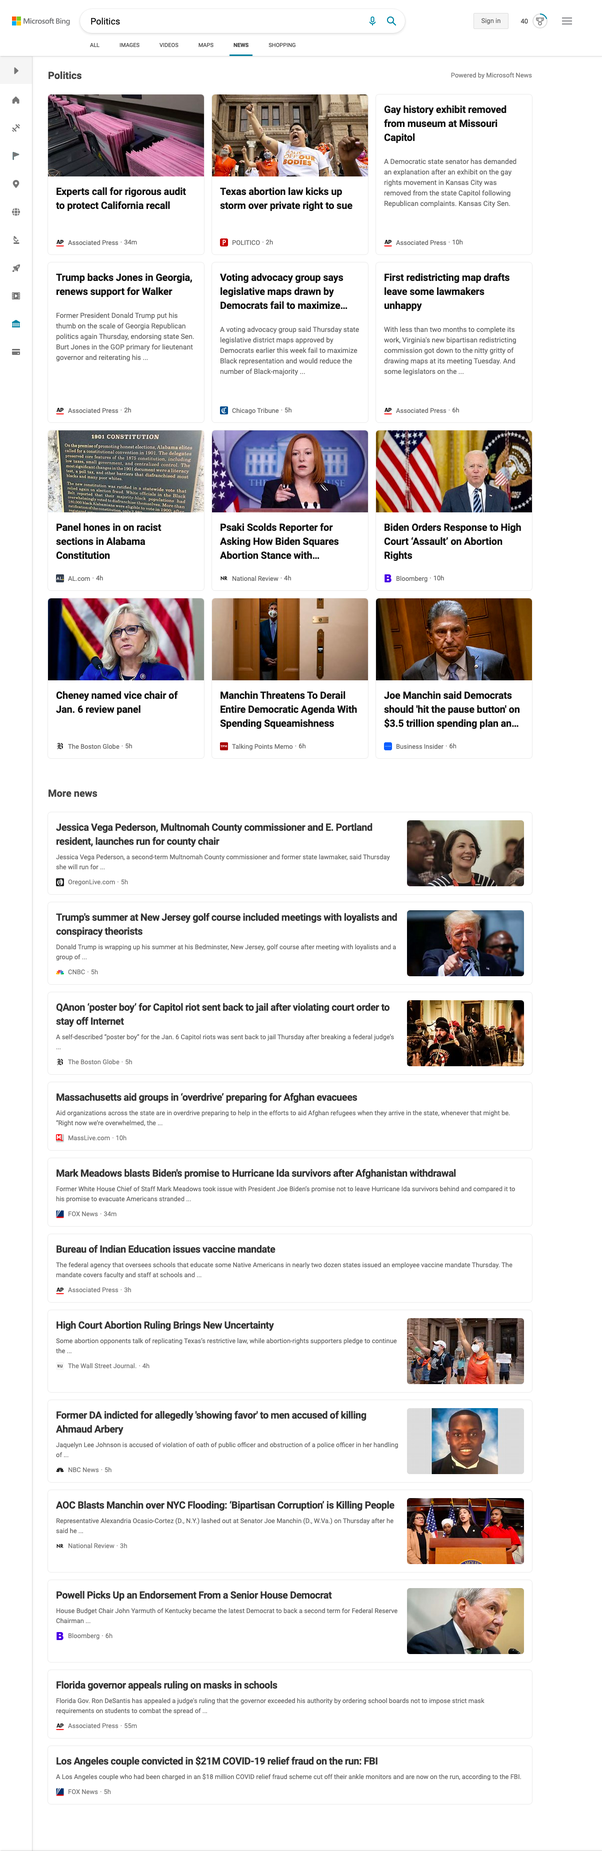 Microsoft Bing
Politics
Sign in
40
ALL
IMAGES
VIDEOS
MAPS
NEWS
SHOPPING
Politics
Powered by Microsoft News
Experts call for rigorous audit
to protect California recall
AP Associated Press · 34m
OUR
BODIES
Texas abortion law kicks up
storm over private right to sue
POLITICO · 2h
Gay history exhibit removed
from museum at Missouri
Capitol
A Democratic state senator has demanded
an explanation after an exhibit on the gay
rights movement in Kansas City was
removed from the state Capitol following
Republican complaints. Kansas City Sen.
AP Associated Press · 10h
Trump backs Jones in Georgia,
renews support for Walker
Former President Donald Trump put his
thumb on the scale of Georgia Republican
politics again Thursday, endorsing state Sen.
Burt Jones in the GOP primary for lieutenant
governor and reiterating his ...
AP Associated Press · 2h
Voting advocacy group says
legislative maps drawn by
Democrats fail to maximize...
A voting advocacy group said Thursday state
legislative district maps approved by
Democrats earlier this week fail to maximize
Black representation and would reduce the
number of Black-majority ...
Chicago Tribune · 5h
First redistricting map drafts
leave some lawmakers
unhappy
With less than two months to complete its
work, Virginia's new bipartisan redistricting
commission got down to the nitty gritty of
drawing maps at its meeting Tuesday. And
some legislators on the ...
AP Associated Press · 6h
1901 CONSTITUTION
Panel hones in on racist
sections in Alabama
Constitution
AL.com · 4h
Psaki Scolds Reporter for
Asking How Biden Squares
Abortion Stance with...
NR National Review · 4h
Biden Orders Response to High
Court ‘Assault’ on Abortion
Rights
B Bloomberg · 10h
Cheney named vice chair of
Jan. 6 review panel
B The Boston Globe · 5h
Manchin Threatens To Derail
Entire Democratic Agenda With
Spending Squeamishness
Talking Points Memo · 6h
Joe Manchin said Democrats
should 'hit the pause button' on
$3.5 trillion spending plan an...
Business Insider · 6h
More news
Jessica Vega Pederson, Multnomah County commissioner and E. Portland
resident, launches run for county chair
Jessica Vega Pederson, a second-term Multnomah County commissioner and former state lawmaker, said Thursday
she will run for ...
OregonLive.com · 5h
Trump's summer at New Jersey golf course included meetings with loyalists and
conspiracy theorists
Donald Trump is wrapping up his summer at his Bedminster, New Jersey, golf course after meeting with loyalists and a
group of ...
CNBC · 5h
QAnon ‘poster boy’ for Capitol riot sent back to jail after violating court order to
stay off Internet
A self-described “poster boy” for the Jan. 6 Capitol riots was sent back to jail Thursday after breaking a federal judge's
...
B The Boston Globe · 5h
Massachusetts aid groups in ‘overdrive’ preparing for Afghan evacuees
Aid organizations across the state are in overdrive preparing to help in the efforts to aid Afghan refugees when they arrive in the state, whenever that might be.
“Right now we're overwhelmed, the ...
MassLive.com · 10h
Mark Meadows blasts Biden's promise to Hurricane Ida survivors after Afghanistan withdrawal
Former White House Chief of Staff Mark Meadows took issue with President Joe Biden's promise not to leave Hurricane Ida survivors behind and compared it to
his promise to evacuate Americans stranded ...
FOX News · 34m
Bureau of Indian Education issues vaccine mandate
The federal agency that oversees schools that educate some Native Americans in nearly two dozen states issued an employee vaccine mandate Thursday. The
mandate covers faculty and staff at schools and ...
AP Associated Press · 3h
High Court Abortion Ruling Brings New Uncertainty
Some abortion opponents talk of replicating Texas's restrictive law, while abortion-rights supporters pledge to continue
the ...
WSJ The Wall Street Journal. · 4h
Former DA indicted for allegedly 'showing favor' to men accused of killing
Ahmaud Arbery
Jaquelyn Lee Johnson is accused of violation of oath of public officer and obstruction of a police officer in her handling
of ...
NBC News · 5h
AOC Blasts Manchin over NYC Flooding: ‘Bipartisan Corruption’ is Killing People
Representative Alexandria Ocasio-Cortez (D., N.Y.) lashed out at Senator Joe Manchin (D., W.Va.) on Thursday after he
said he ...
NR National Review · 3h
Powell Picks Up an Endorsement From a Senior House Democrat
House Budget Chair John Yarmuth of Kentucky became the latest Democrat to back a second term for Federal Reserve
Chairman ...
B Bloomberg · 6h
Florida governor appeals ruling on masks in schools
Florida Gov. Ron DeSantis has appealed a judge's ruling that the governor exceeded his authority by ordering school boards not to impose strict mask
requirements on students to combat the spread of ...
AP Associated Press · 55m
Los Angeles couple convicted in $21M COVID-19 relief fraud on the run: FBI
A Los Angeles couple who had been charged in an $18 million COVID relief fraud scheme cut off their ankle monitors and are now on the run, according to the FBI.
FOX News · 5h